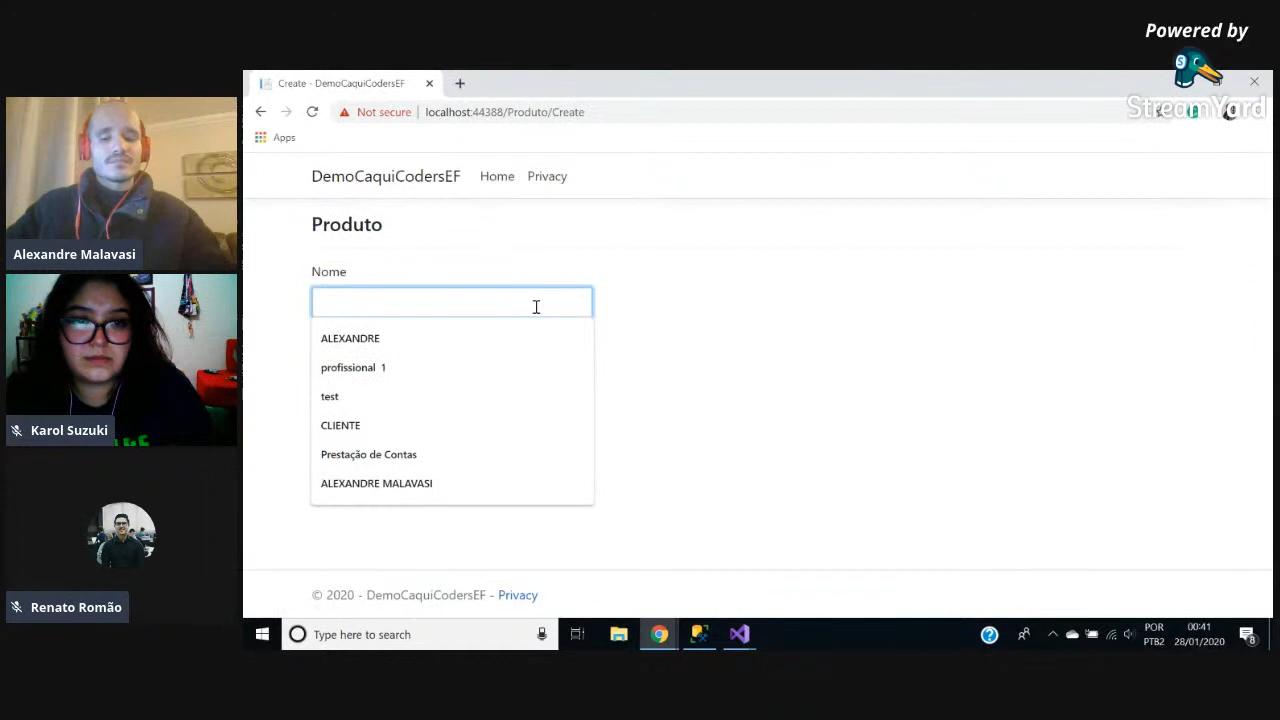 Powered by
S
StreamYard
Create - DemoCaquiCodersEF
Not secure | localhost:44388/Produto/Create
Apps
DemoCaquiCodersEF Home Privacy
Produto
Nome
ALEXANDRE
profissional 1
test
CLIENTE
Prestação de Contas
ALEXANDRE MALAVASI
© 2020 - DemoCaquiCodersEF - Privacy
Type here to search
POR
PTB2
00:41
28/01/2020
8
Alexandre Malavasi
Karol Suzuki
Renato Romão